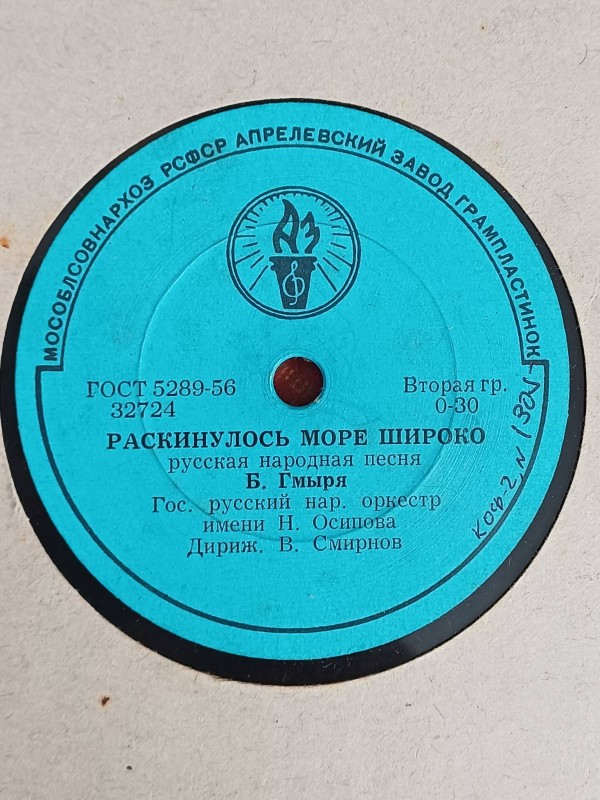 МОСОБЛСОВНАРХОЗ РСФСР АПРЕЛЕВСКИЙ ЗАВОД ГРАМПЛАСТИНОК
АЗ
ГОСТ 5289-56
32724
Вторая гр.
0-30
РАСКИНУЛОСЬ МОРЕ ШИРОКО
русская народная песня
Б. Гмыря
Гос. русский нар. оркестр
имени Н. Осипова
Дириж. В. Смирнов